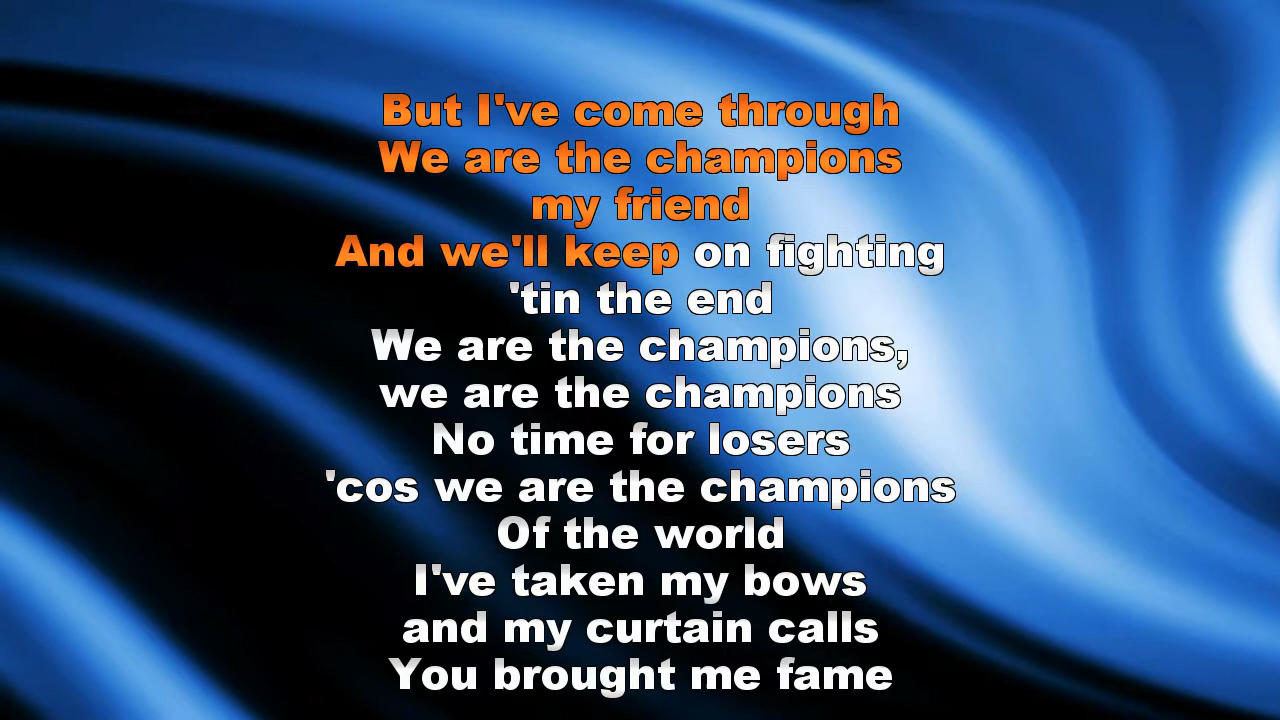 But I've come through
We are the champions
my friend
And we'll keep on fighting
'tin the end
We are the champions,
we are the champions
No time for losers
'cos we are the champions
Of the world
I've taken my bows
and my curtain calls
You brought me fame